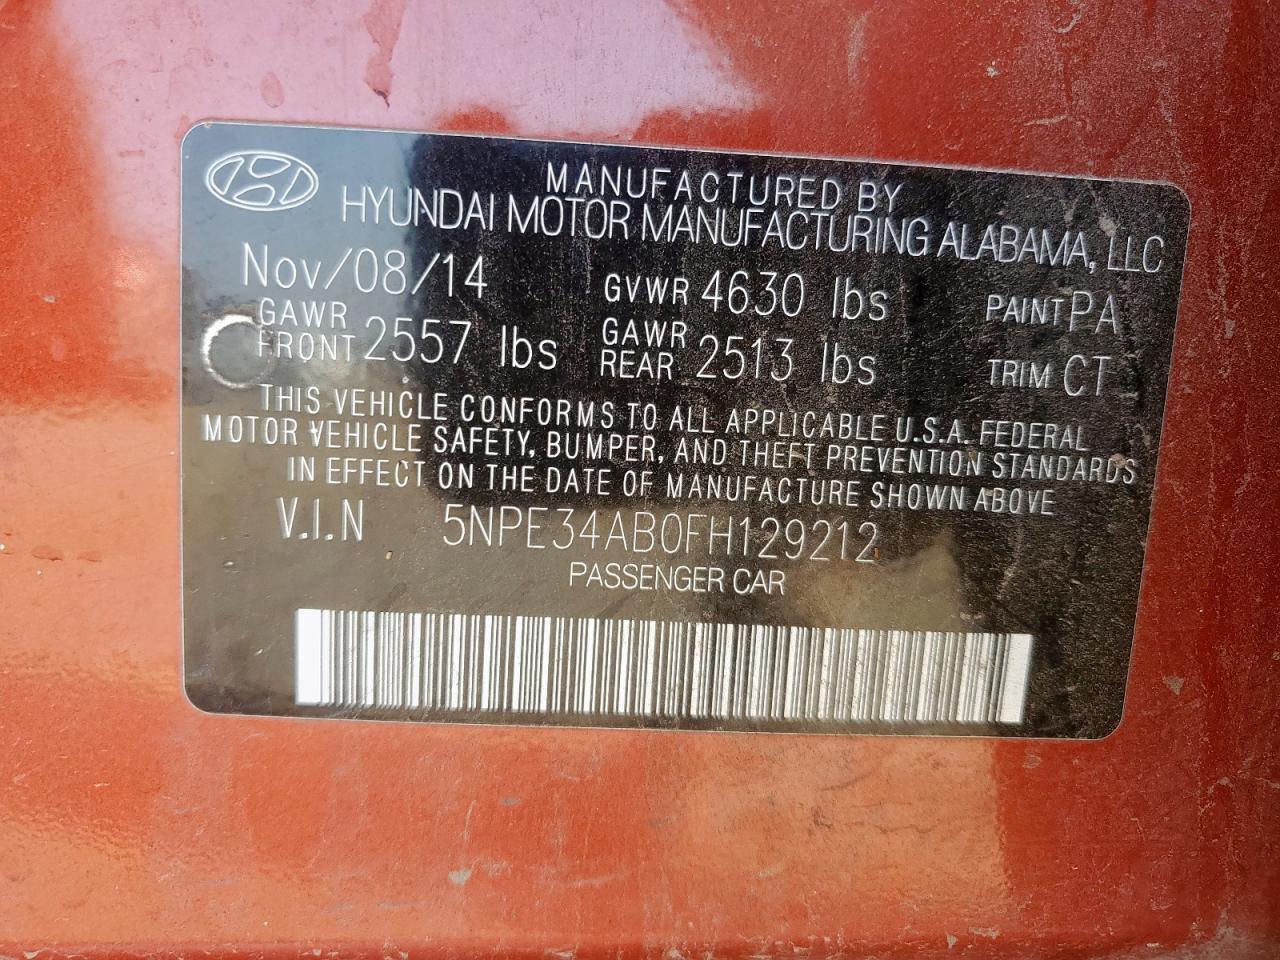 MANUFACTURED BY
HYUNDAI MOTOR MANUFACTURING ALABAMA, LLC
Nov/08/14 GVWR 4630 lbs PAINT PA
GAWR FRONT 2557 lbs GAWR REAR 2513 lbs TRIM CT
THIS VEHICLE CONFORMS TO ALL APPLICABLE U.S.A. FEDERAL
MOTOR VEHICLE SAFETY, BUMPER, AND THEFT PREVENTION STANDARDS
IN EFFECT ON THE DATE OF MANUFACTURE SHOWN ABOVE
V.I.N 5NPE34AB0FH129212
PASSENGER CAR